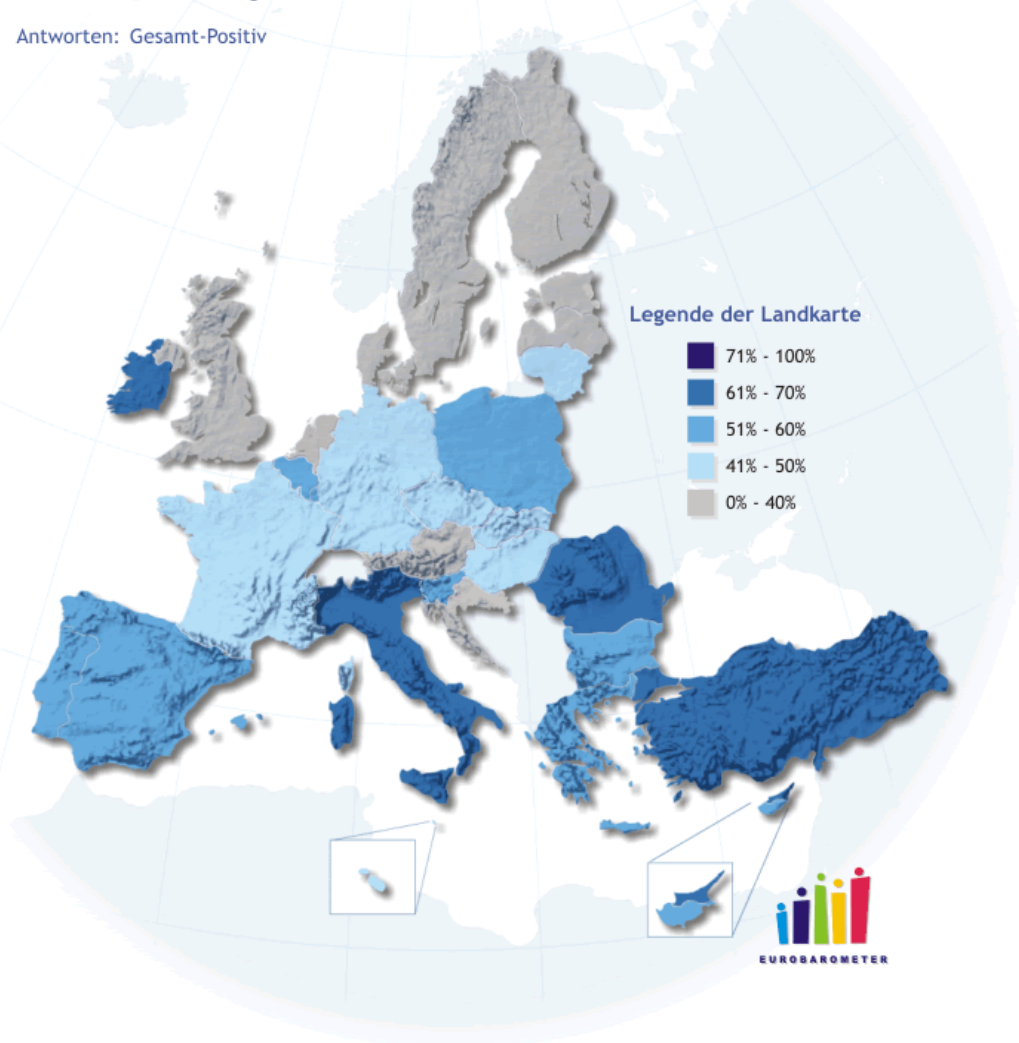 Antworten: Gesamt-Positiv
Legende der Landkarte
71% - 100%
61% - 70%
51% - 60%
41% - 50%
0% - 40%
EUROBAROMETER